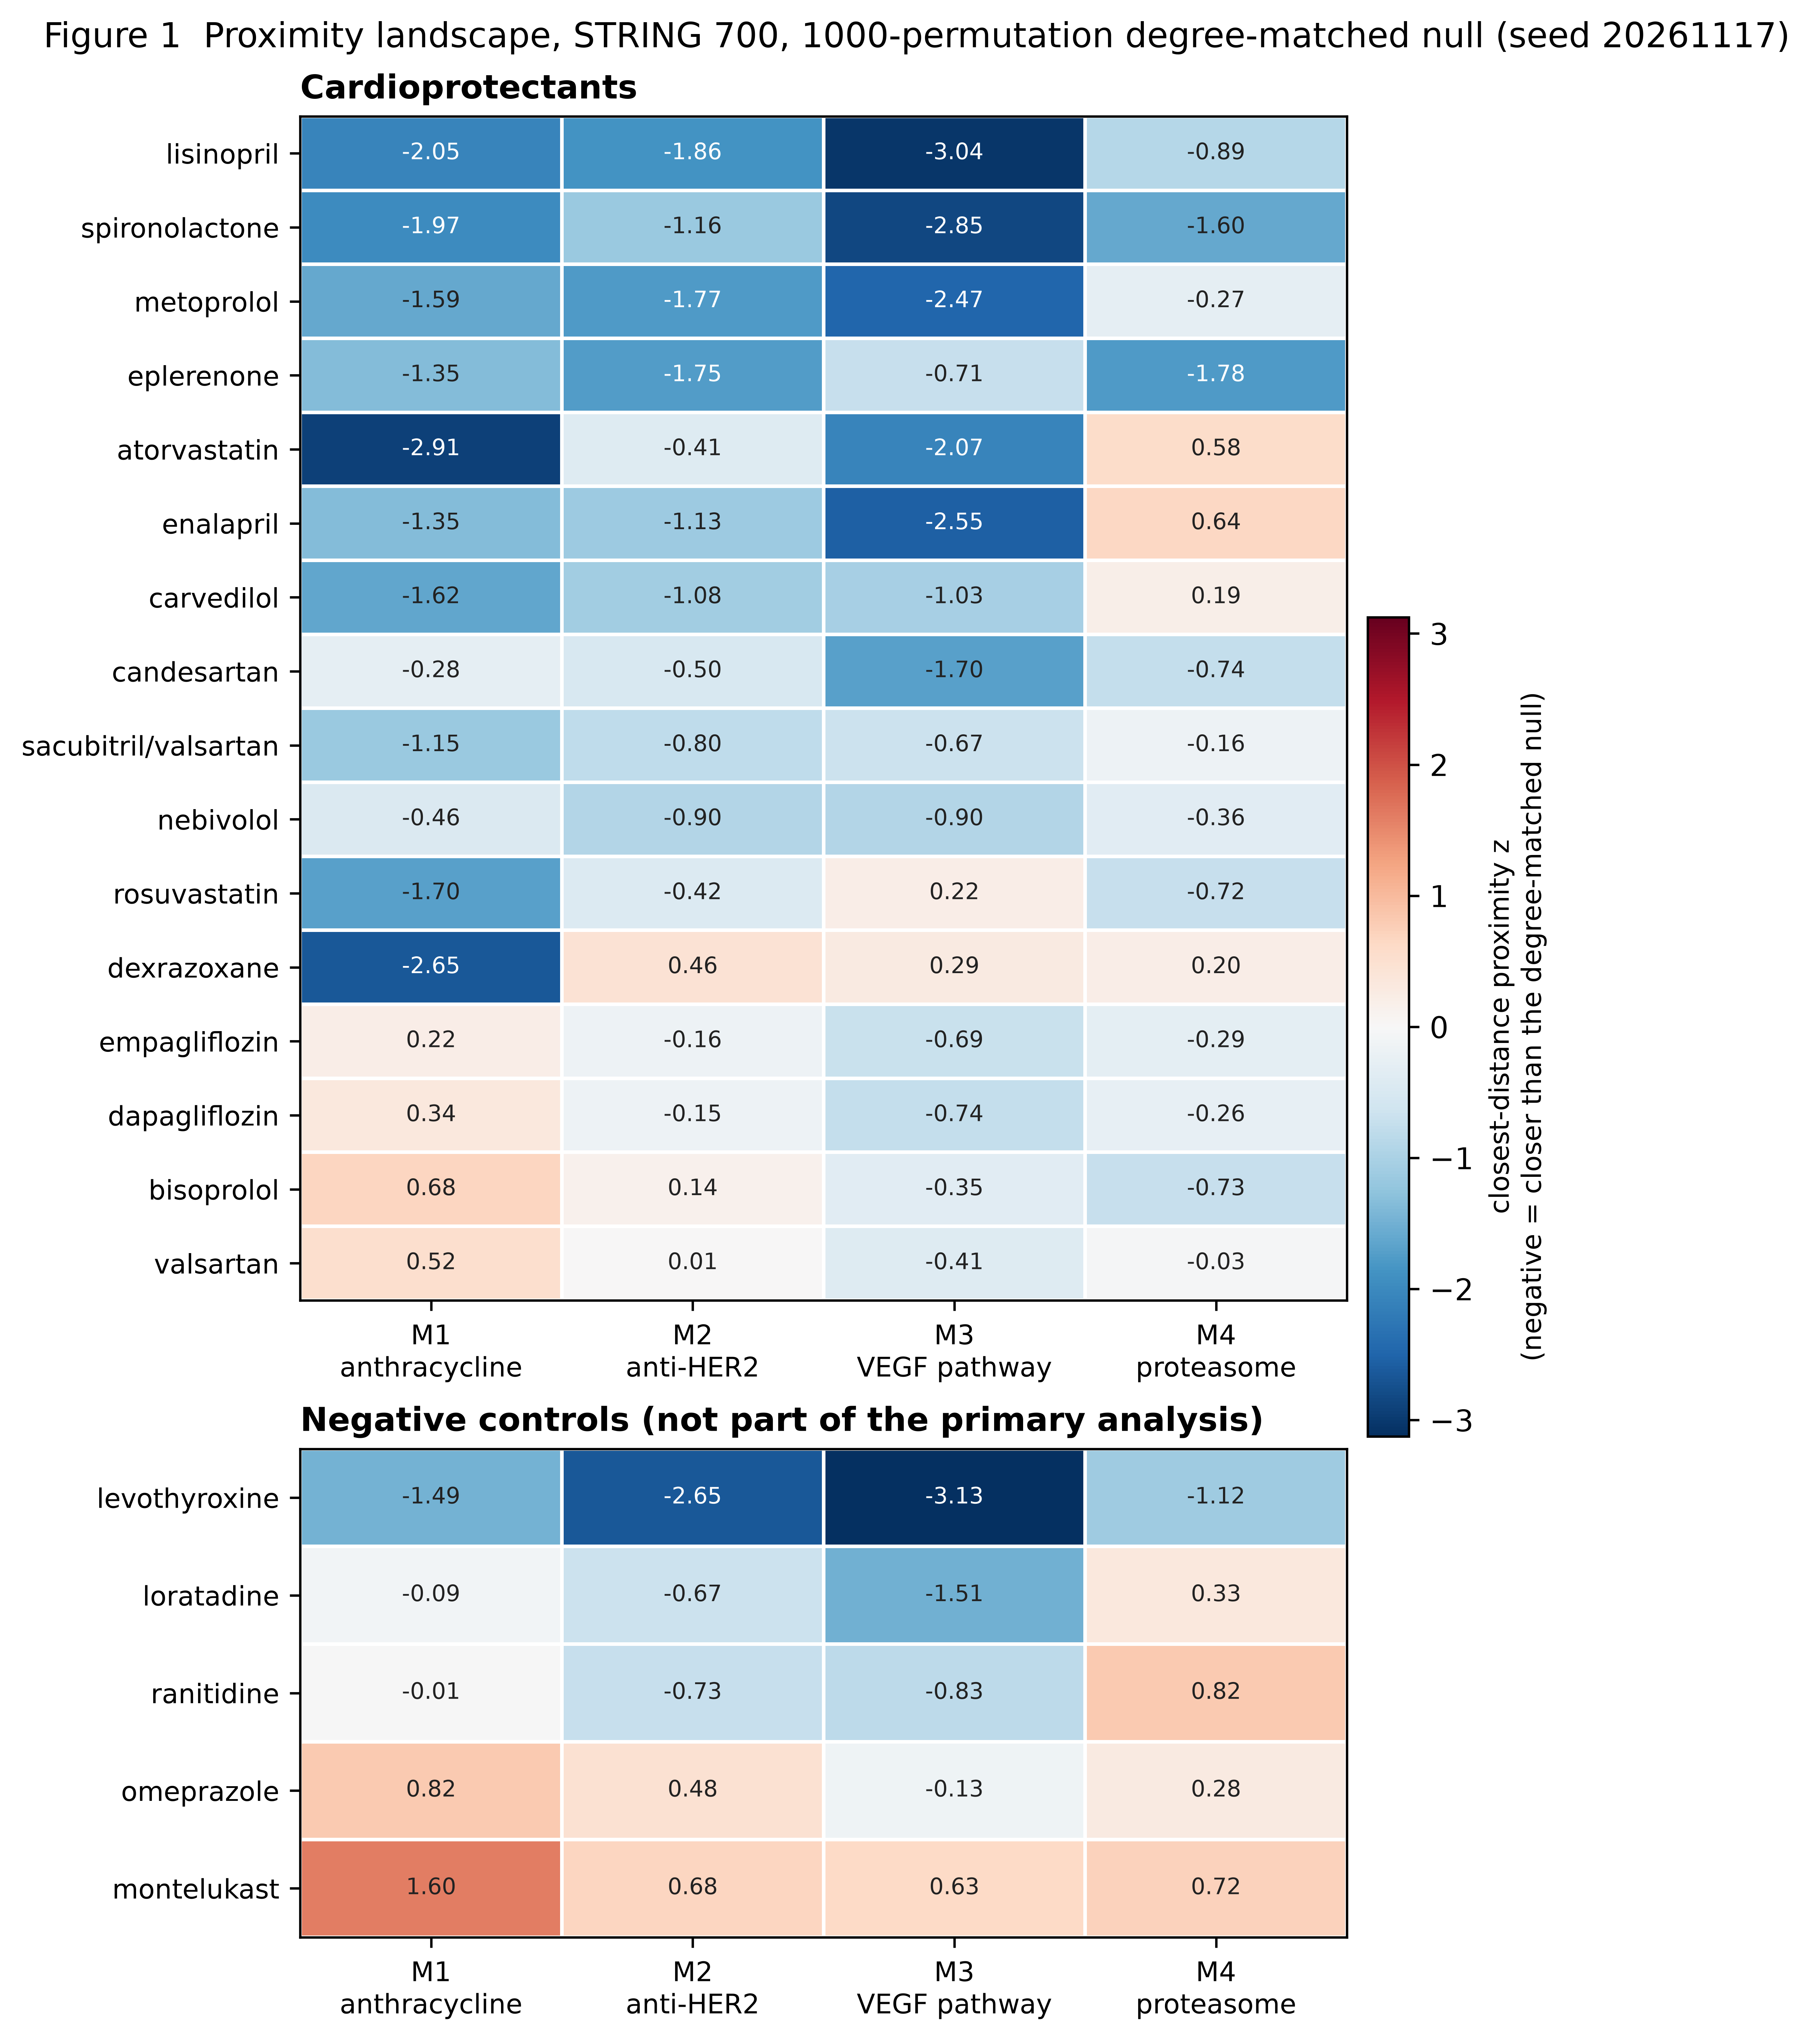 Figure 1  Proximity landscape, STRING 700, 1000-permutation degree-matched null (seed 20261117)
Cardioprotectants
lisinopril -2.05 -1.86 -3.04 -0.89
spironolactone -1.97 -1.16 -2.85 -1.60
metoprolol -1.59 -1.77 -2.47 -0.27
eplerenone -1.35 -1.75 -0.71 -1.78
atorvastatin -2.91 -0.41 -2.07 0.58
enalapril -1.35 -1.13 -2.55 0.64
carvedilol -1.62 -1.08 -1.03 0.19
candesartan -0.28 -0.50 -1.70 -0.74
sacubitril/valsartan -1.15 -0.80 -0.67 -0.16
nebivolol -0.46 -0.90 -0.90 -0.36
rosuvastatin -1.70 -0.42 0.22 -0.72
dexrazoxane -2.65 0.46 0.29 0.20
empagliflozin 0.22 -0.16 -0.69 -0.29
dapagliflozin 0.34 -0.15 -0.74 -0.26
bisoprolol 0.68 0.14 -0.35 -0.73
valsartan 0.52 0.01 -0.41 -0.03
M1 M2 M3 M4
anthracycline anti-HER2 VEGF pathway proteasome
3
2
1
0
−1
−2
−3
closest-distance proximity z
(negative = closer than the degree-matched null)
Negative controls (not part of the primary analysis)
levothyroxine -1.49 -2.65 -3.13 -1.12
loratadine -0.09 -0.67 -1.51 0.33
ranitidine -0.01 -0.73 -0.83 0.82
omeprazole 0.82 0.48 -0.13 0.28
montelukast 1.60 0.68 0.63 0.72
M1 M2 M3 M4
anthracycline anti-HER2 VEGF pathway proteasome